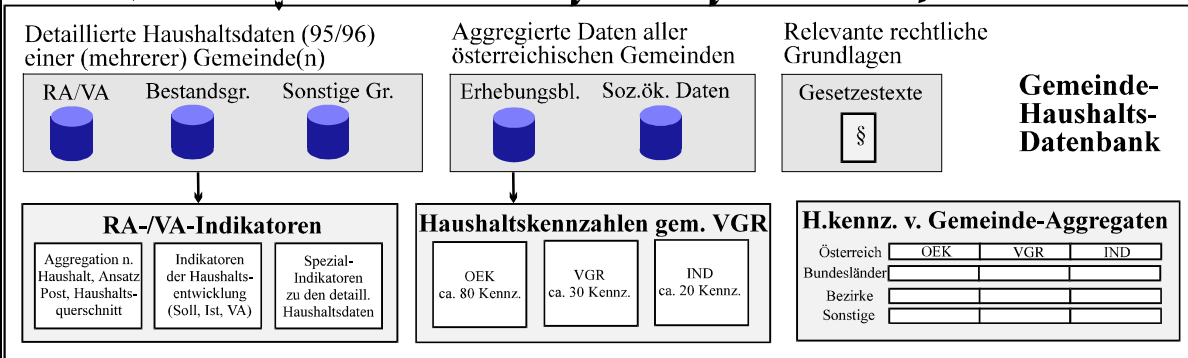 Detaillierte Haushaltsdaten (95/96)
einer (mehrerer) Gemeinde(n)
RA/VA
Bestandsgr.
Sonstige Gr.
Aggregierte Daten aller
österreichischen Gemeinden
Erhebungsbl.
Soz.ök. Daten
Relevante rechtliche
Grundlagen
Gesetzestexte
§
Gemeinde-
Haushalts-
Datenbank
RA-/VA-Indikatoren
Aggregation n.
Haushalt, Ansatz
Post, Haushalts-
querschnitt
Indikatoren
der Haushalts-
entwicklung
(Soll, Ist, VA)
Spezial-
Indikatoren
zu den detaill.
Haushaltsdaten
Haushaltskennzahlen gem. VGR
OEK
ca. 80 Kennz.
VGR
ca. 30 Kennz.
IND
ca. 20 Kennz.
H.kennz. v. Gemeinde-Aggregaten
Österreich
OEK
VGR
IND
Bundesländer
Bezirke
Sonstige